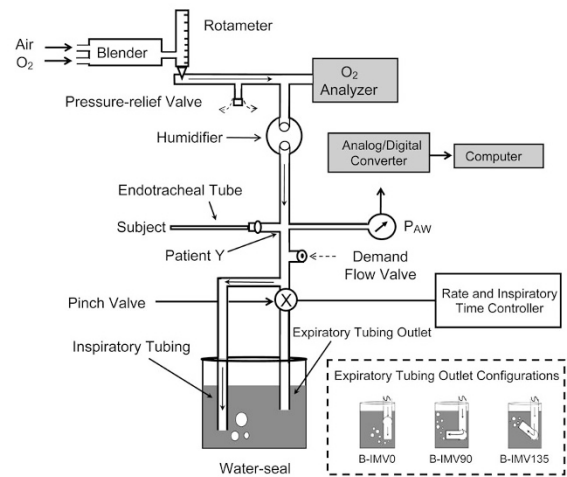 Rotameter
Air
O2
Blender
O2
Analyzer
Pressure-relief Valve
Humidifier
Analog/Digital
Converter
Computer
Endotracheal Tube
Subject
PAW
Patient Y
Demand
Flow Valve
Pinch Valve
X
Rate and Inspiratory
Time Controller
Expiratory Tubing Outlet
Inspiratory Tubing
Expiratory Tubing Outlet Configurations
B-IMV0 B-IMV90 B-IMV135
Water-seal